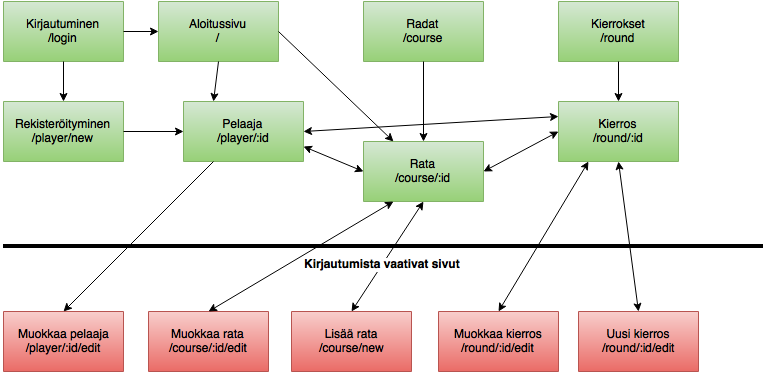 Kirjautuminen
/login
Aloitussivu
/
Radat
/course
Kierrokset
/round
Rekisteröityminen
/player/new
Pelaaja
/player/:id
Rata
/course/:id
Kierros
/round/:id
Kirjautumista vaativat sivut
Muokkaa pelaaja
/player/:id/edit
Muokkaa rata
/course/:id/edit
Lisää rata
/course/new
Muokkaa kierros
/round/:id/edit
Uusi kierros
/round/:id/edit